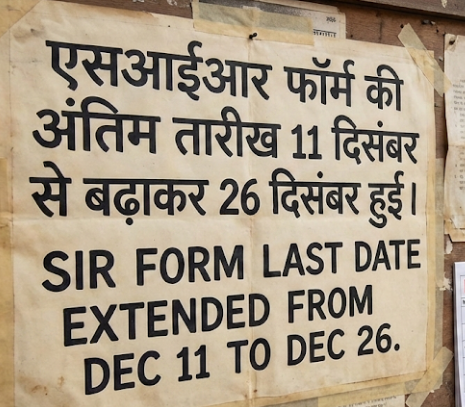 एसआईआर फॉर्म की
अंतिम तारीख 11 दिसंबर
से बढ़ाकर 26 दिसंबर हुई।
SIR FORM LAST DATE
EXTENDED FROM
DEC 11 TO DEC 26.